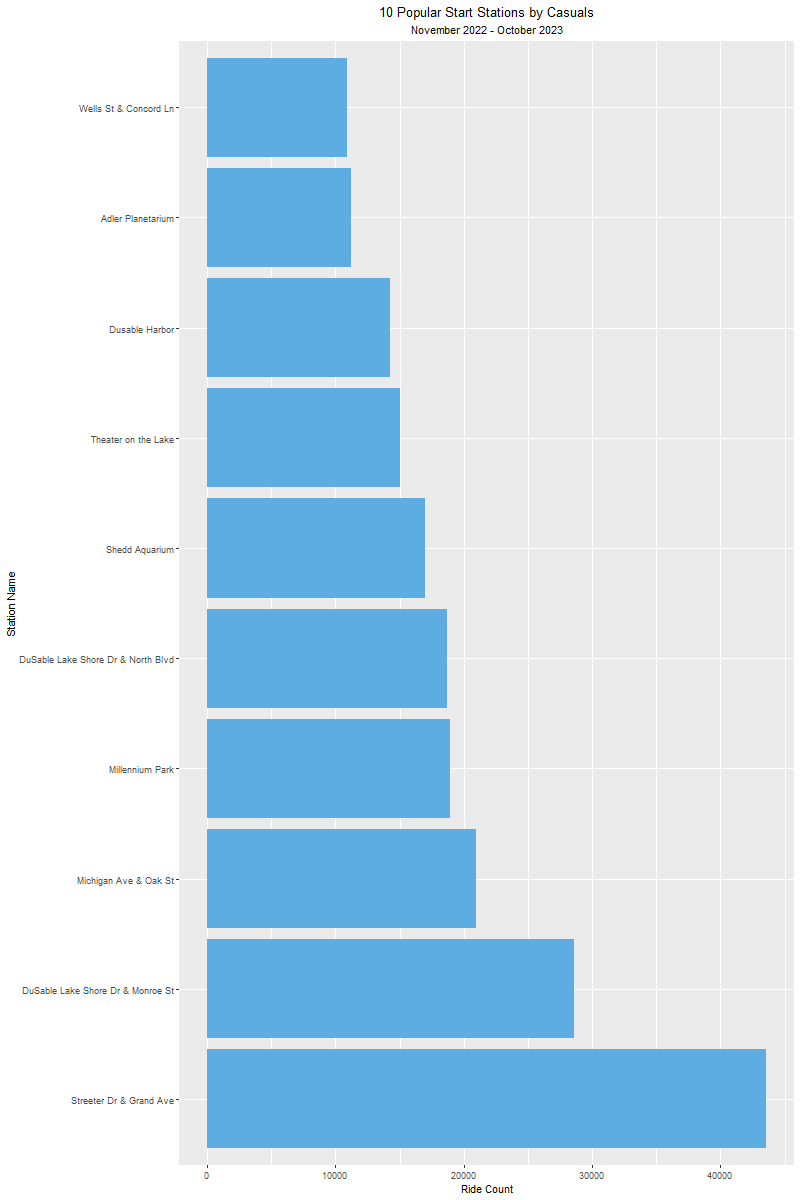 10 Popular Start Stations by Casuals
November 2022 - October 2023
Station Name
Wells St & Concord Ln
Adler Planetarium
Dusable Harbor
Theater on the Lake
Shedd Aquarium
DuSable Lake Shore Dr & North Blvd
Millennium Park
Michigan Ave & Oak St
DuSable Lake Shore Dr & Monroe St
Streeter Dr & Grand Ave
0 10000 20000 30000 40000
Ride Count